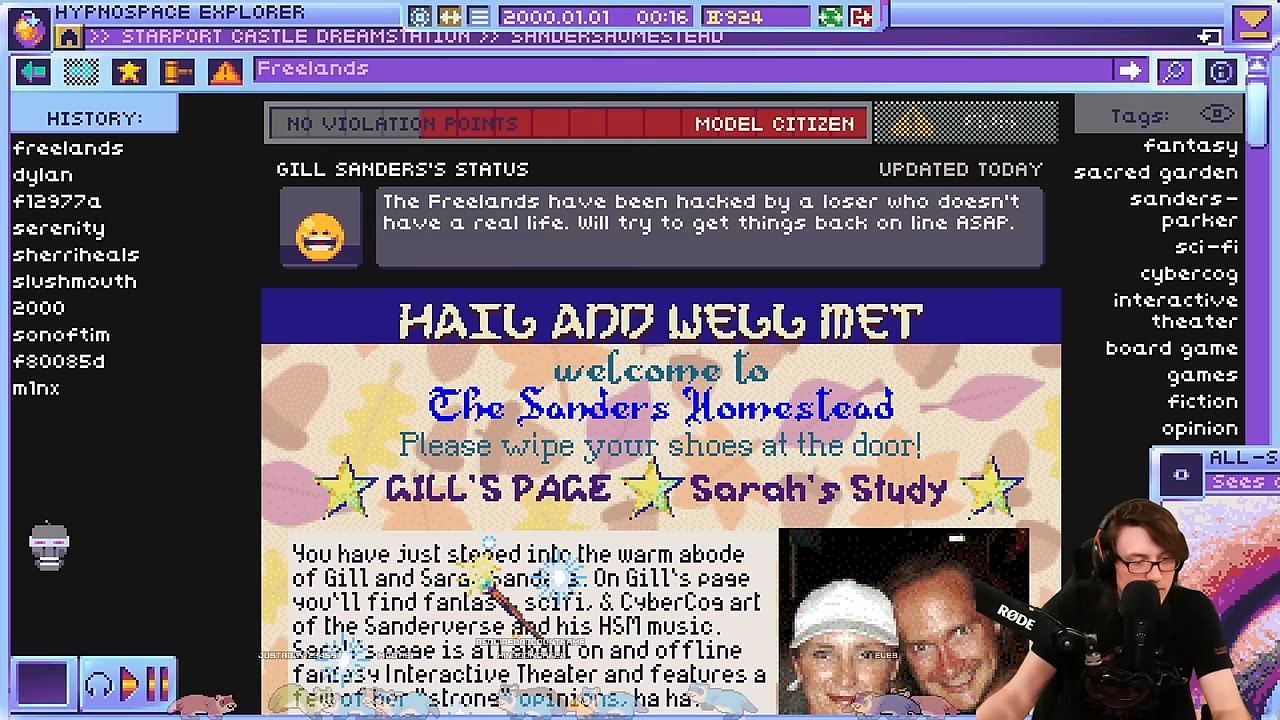 HYPNOSPACE EXPLORER
2000.01.01 00:16
924
>> STARPORT CASTLE DREAMSTATION >> SANDERSHOMESTEAD
Freelands
HISTORY:
freelands
dylan
f12977a
serenity
sherriheals
slushmouth
2000
sonoftim
f80085d
m1nx
NO VIOLATION POINTS
MODEL CITIZEN
GILL SANDERS'S STATUS
UPDATED TODAY
The Freelands have been hacked by a loser who doesn't
have a real life. Will try to get things back on line ASAP.
HAIL AND WELL MET
welcome to
The Sanders Homestead
Please wipe your shoes at the door!
GILL'S PAGE
Sarah's Study
You have just stepped into the warm abode
of Gill and Sarah Sanders. On Gill's page
you'll find fantasy, scifi, & CyberCog art
of the Sanderverse and his HSM music.
page is all on and offline
fantasy Interactive Theater and features a
few of her "strong" opinions, ha ha.
Tags:
fantasy
sacred garden
sanders-
parker
sci-fi
cybercog
interactive
theater
board game
games
fiction
opinion
ALL-S
Sees
RØDE